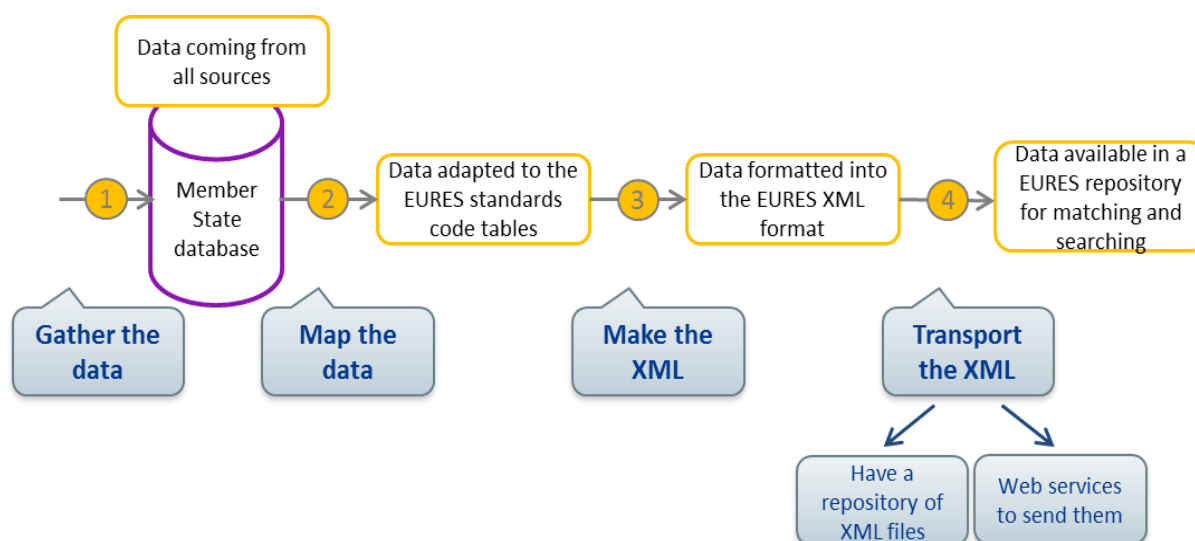 Data coming from
all sources
1
Member
State
database
2
Data adapted to the
EURES standards
code tables
3
Data formatted into
the EURES XML
format
4
Data available in a
EURES repository
for matching and
searching
Gather the
data
Map the
data
Make the
XML
Transport
the XML
Have a
repository of
XML files
Web services
to send them